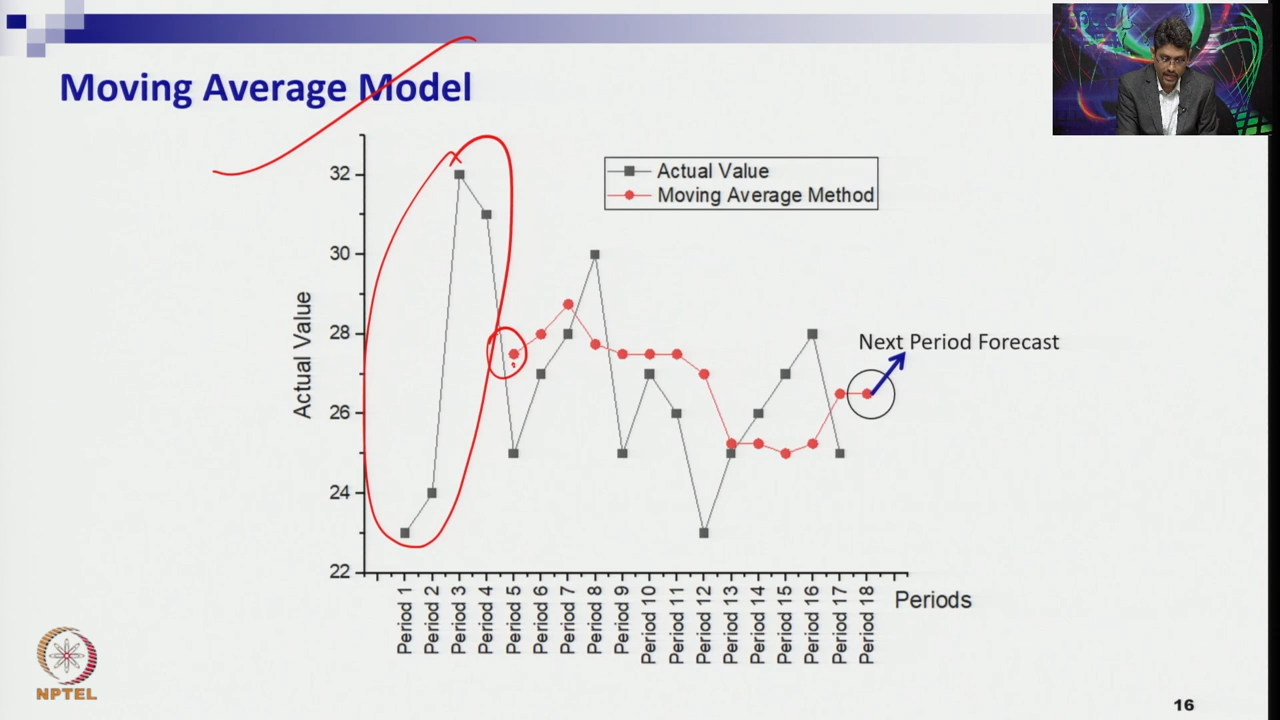 Moving Average Model
Actual Value
Moving Average Method
32
30
28
26
24
22
Actual Value
Next Period Forecast
Period 1
Period 2
Period 3
Period 4
Period 5
Period 6
Period 7
Period 8
Period 9
Period 10
Period 11
Period 12
Period 13
Period 14
Period 15
Period 16
Period 17
Period 18
Periods
NPTEL
16